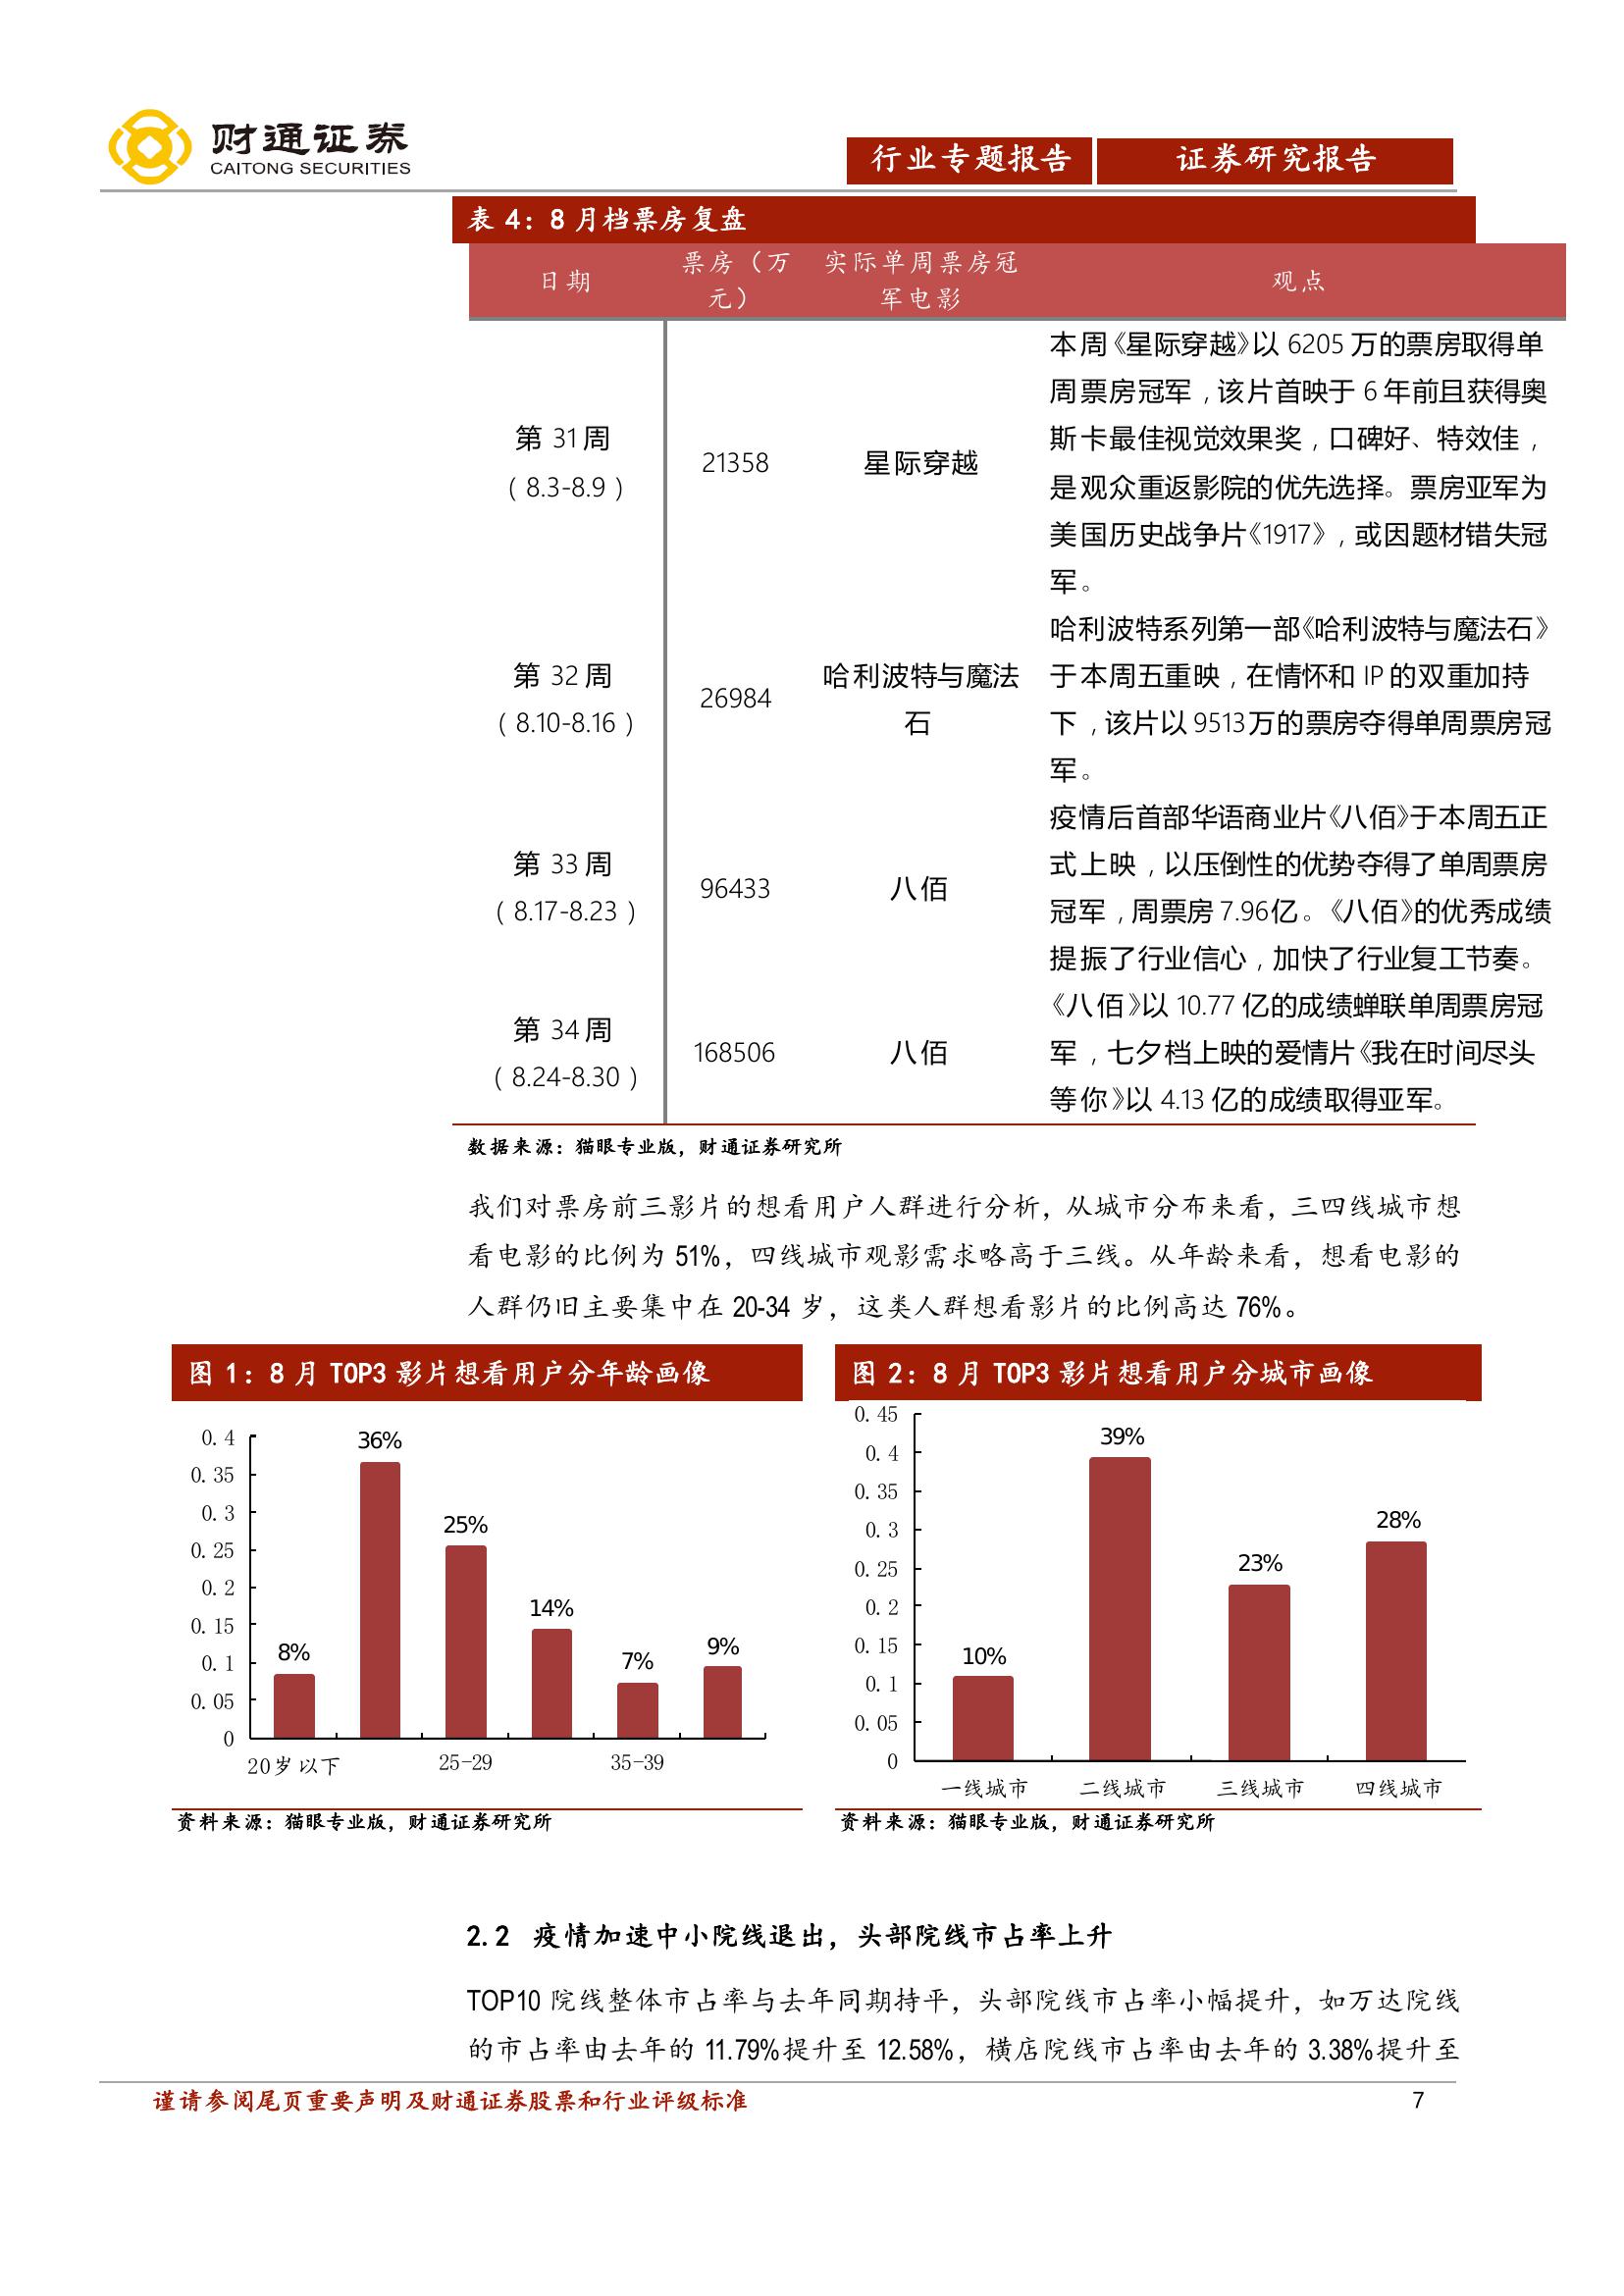 财通证券
CAITONG SECURITIES
行业专题报告 证券研究报告
表 4：8 月档票房复盘
日期 票房（万元） 实际单周票房冠军电影 观点
第 31 周
（8.3-8.9）
21358
星际穿越
本周《星际穿越》以 6205 万的票房取得单
周票房冠军，该片首映于 6 年前且获得奥
斯卡最佳视觉效果奖，口碑好、特效佳，
是观众重返影院的优先选择。票房亚军为
美国历史战争片《1917》，或因题材错失冠
军。
第 32 周
（8.10-8.16）
26984
哈利波特与魔法
石
哈利波特系列第一部《哈利波特与魔法石》
于本周五重映，在情怀和 IP 的双重加持
下，该片以 9513 万的票房夺得单周票房冠
军。
第 33 周
（8.17-8.23）
96433
八佰
疫情后首部华语商业片《八佰》于本周五正
式上映，以压倒性的优势夺得了单周票房
冠军，周票房 7.96 亿。《八佰》的优秀成绩
提振了行业信心，加快了行业复工节奏。
第 34 周
（8.24-8.30）
168506
八佰
《八佰》以 10.77 亿的成绩蝉联单周票房冠
军，七夕档上映的爱情片《我在时间尽头
等你》以 4.13 亿的成绩取得亚军。
数据来源：猫眼专业版，财通证券研究所
我们对票房前三影片的想看用户人群进行分析，从城市分布来看，三四线城市想
看电影的比例为 51%，四线城市观影需求略高于三线。从年龄来看，想看电影的
人群仍旧主要集中在 20-34 岁，这类人群想看影片的比例高达 76%。
图 1：8 月 TOP3 影片想看用户分年龄画像
0.4
0.35
0.3
0.25
0.2
0.15
0.1
0.05
0
8%
36%
25%
14%
7%
9%
20岁以下 25-29 35-39
资料来源：猫眼专业版，财通证券研究所
图 2：8 月 TOP3 影片想看用户分城市画像
0.45
0.4
0.35
0.3
0.25
0.2
0.15
0.1
0.05
0
10%
39%
23%
28%
一线城市 二线城市 三线城市 四线城市
资料来源：猫眼专业版，财通证券研究所
2.2 疫情加速中小院线退出，头部院线市占率上升
TOP10 院线整体市占率与去年同期持平，头部院线市占率小幅提升，如万达院线
的市占率由去年的 11.79%提升至 12.58%，横店院线市占率由去年的 3.38%提升至
谨请参阅尾页重要声明及财通证券股票和行业评级标准 7